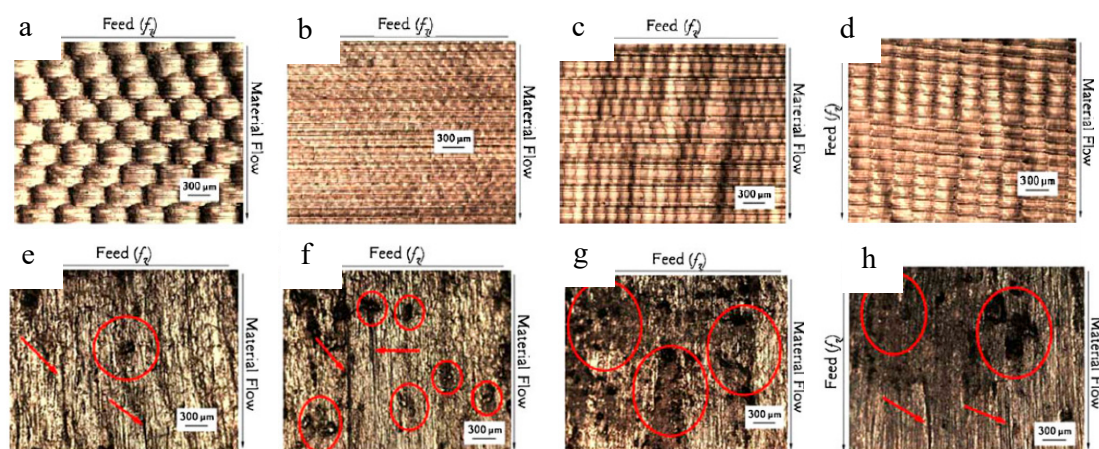 a
Feed (fz)
Material Flow
300 µm
b
Feed (fz)
Material Flow
300 µm
c
Feed (fz)
Material Flow
300 µm
d
Feed (fz)
Material Flow
300 µm
e
Feed (fz)
Material Flow
300 µm
f
Feed (fz)
Material Flow
300 µm
g
Feed (fz)
Material Flow
300 µm
h
Feed (fz)
Material Flow
300 µm